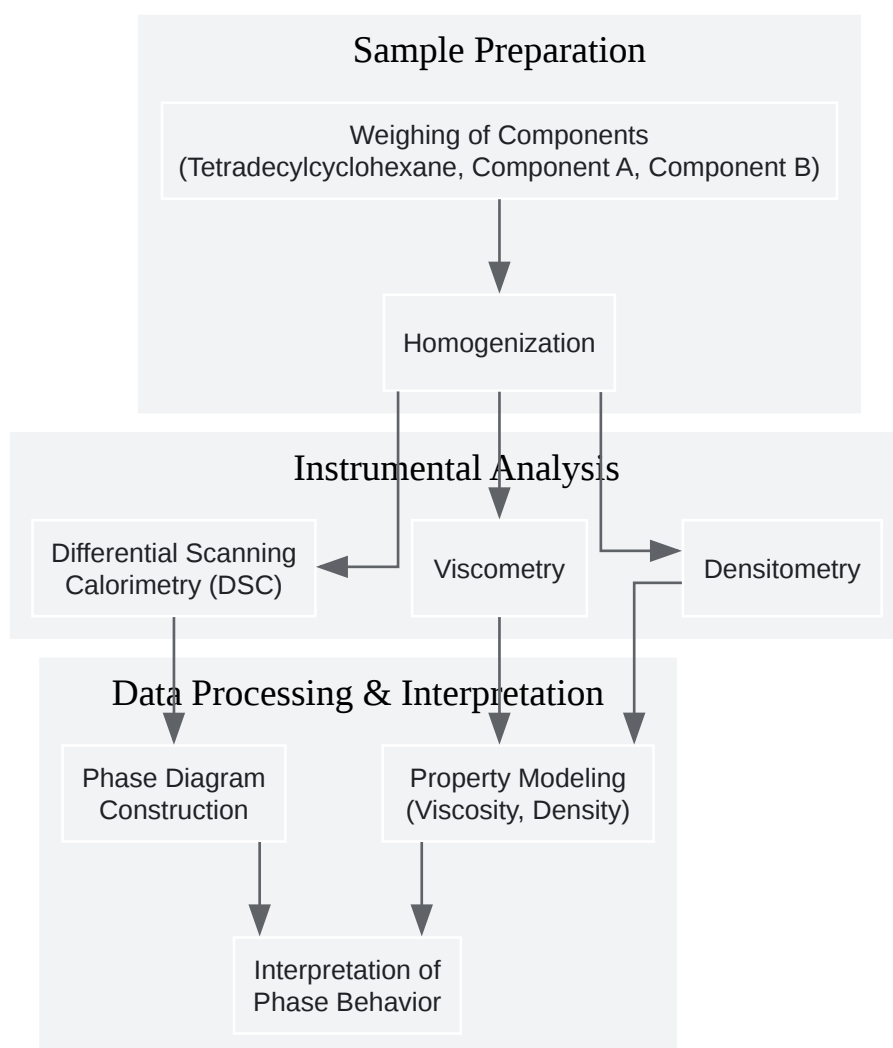 Sample Preparation
Weighing of Components
(Tetradecylcyclohexane, Component A, Component B)
Homogenization
Instrumental Analysis
Differential Scanning
Calorimetry (DSC)
Viscometry
Densitometry
Data Processing & Interpretation
Phase Diagram
Construction
Property Modeling
(Viscosity, Density)
Interpretation of
Phase Behavior